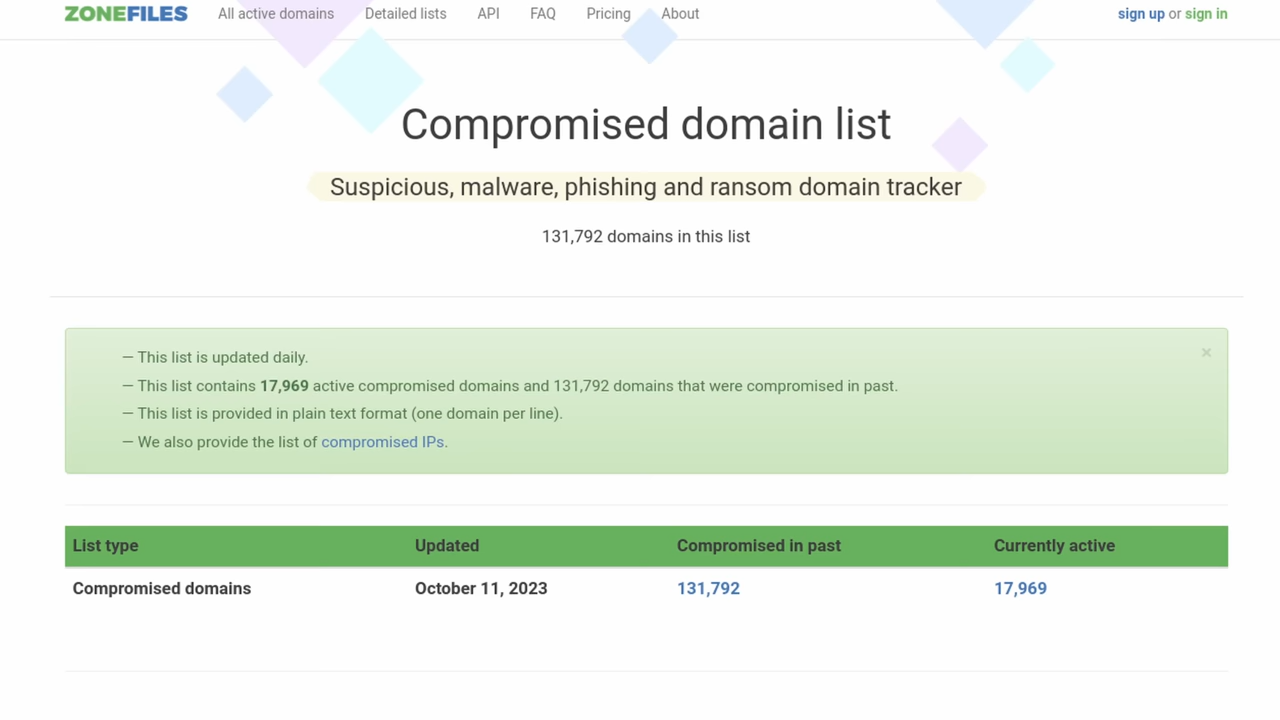 ZONEFILES All active domains Detailed lists API FAQ Pricing About sign up or sign in
Compromised domain list
Suspicious, malware, phishing and ransom domain tracker
131,792 domains in this list
×
— This list is updated daily.
— This list contains 17,969 active compromised domains and 131,792 domains that were compromised in past.
— This list is provided in plain text format (one domain per line).
— We also provide the list of compromised IPs.
List type Updated Compromised in past Currently active
Compromised domains October 11, 2023 131,792 17,969